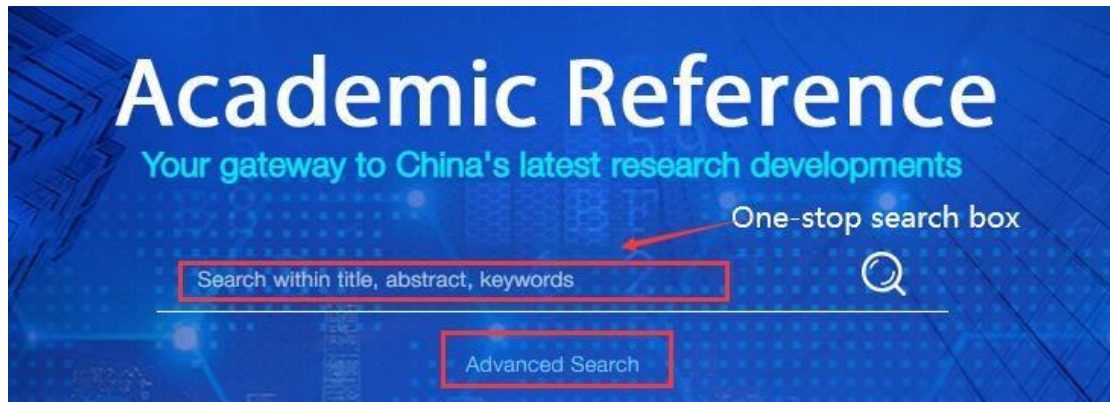 Academic Reference
Your gateway to China's latest research developments
One-stop search box
Search within title, abstract, keywords
Advanced Search